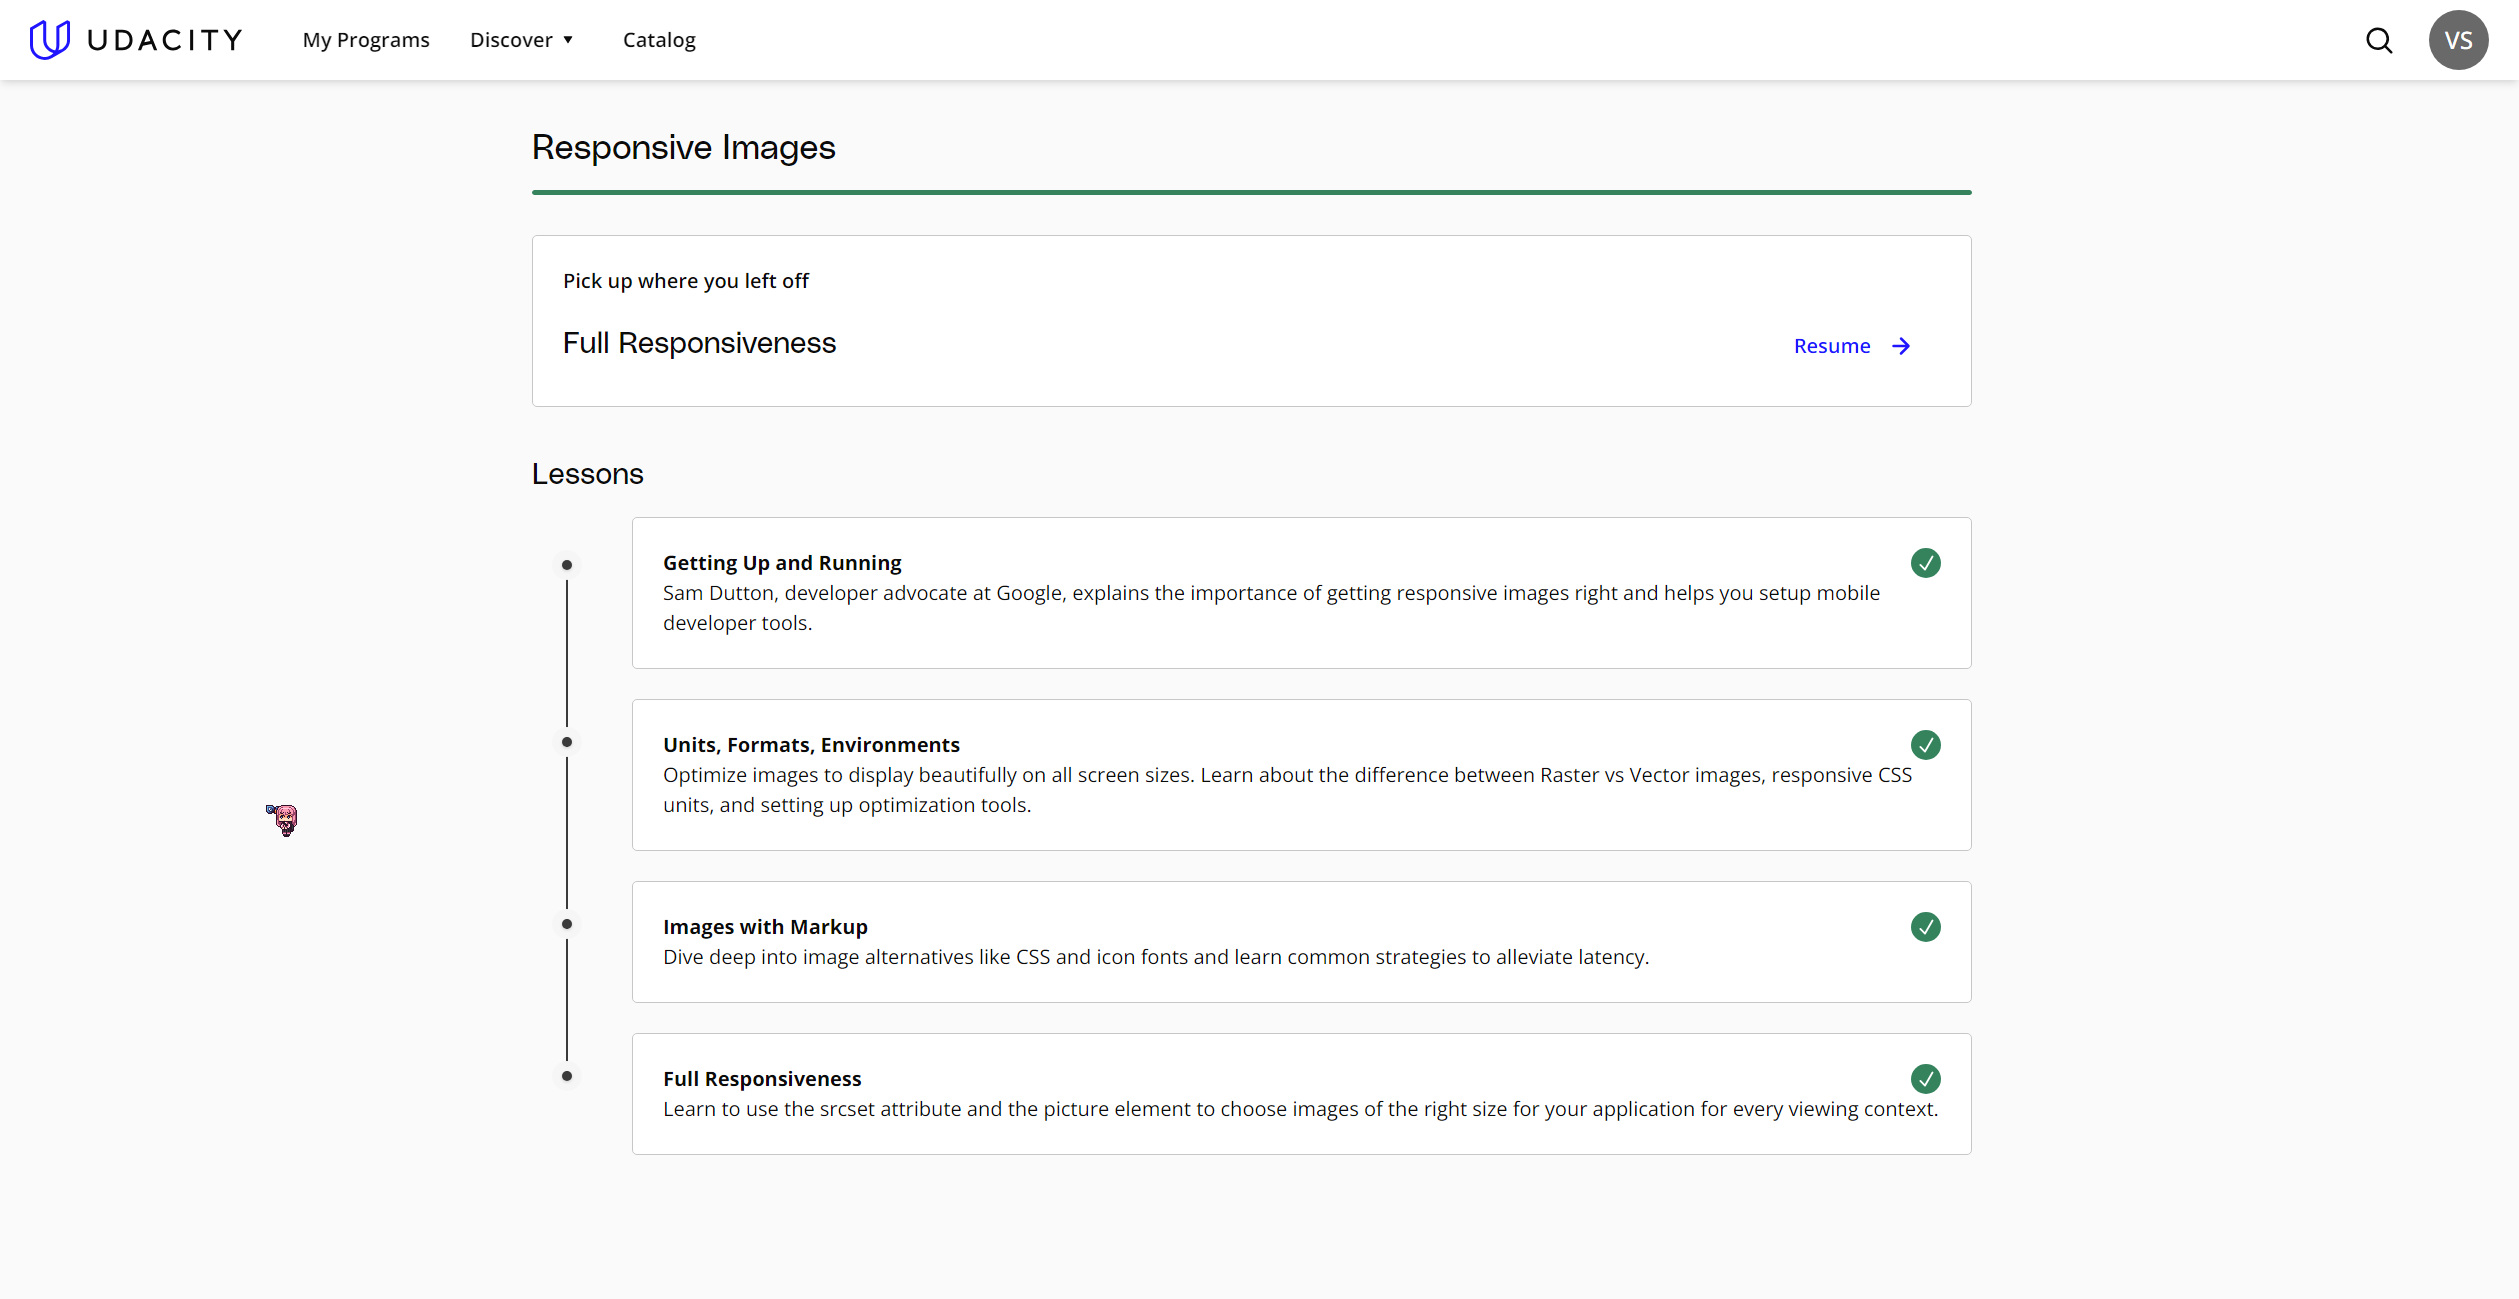 UDACITY
My Programs
Discover
Catalog
VS
Responsive Images
Pick up where you left off
Full Responsiveness
Resume
Lessons
Getting Up and Running
Sam Dutton, developer advocate at Google, explains the importance of getting responsive images right and helps you setup mobile
developer tools.
Units, Formats, Environments
Optimize images to display beautifully on all screen sizes. Learn about the difference between Raster vs Vector images, responsive CSS
units, and setting up optimization tools.
Images with Markup
Dive deep into image alternatives like CSS and icon fonts and learn common strategies to alleviate latency.
Full Responsiveness
Learn to use the srcset attribute and the picture element to choose images of the right size for your application for every viewing context.